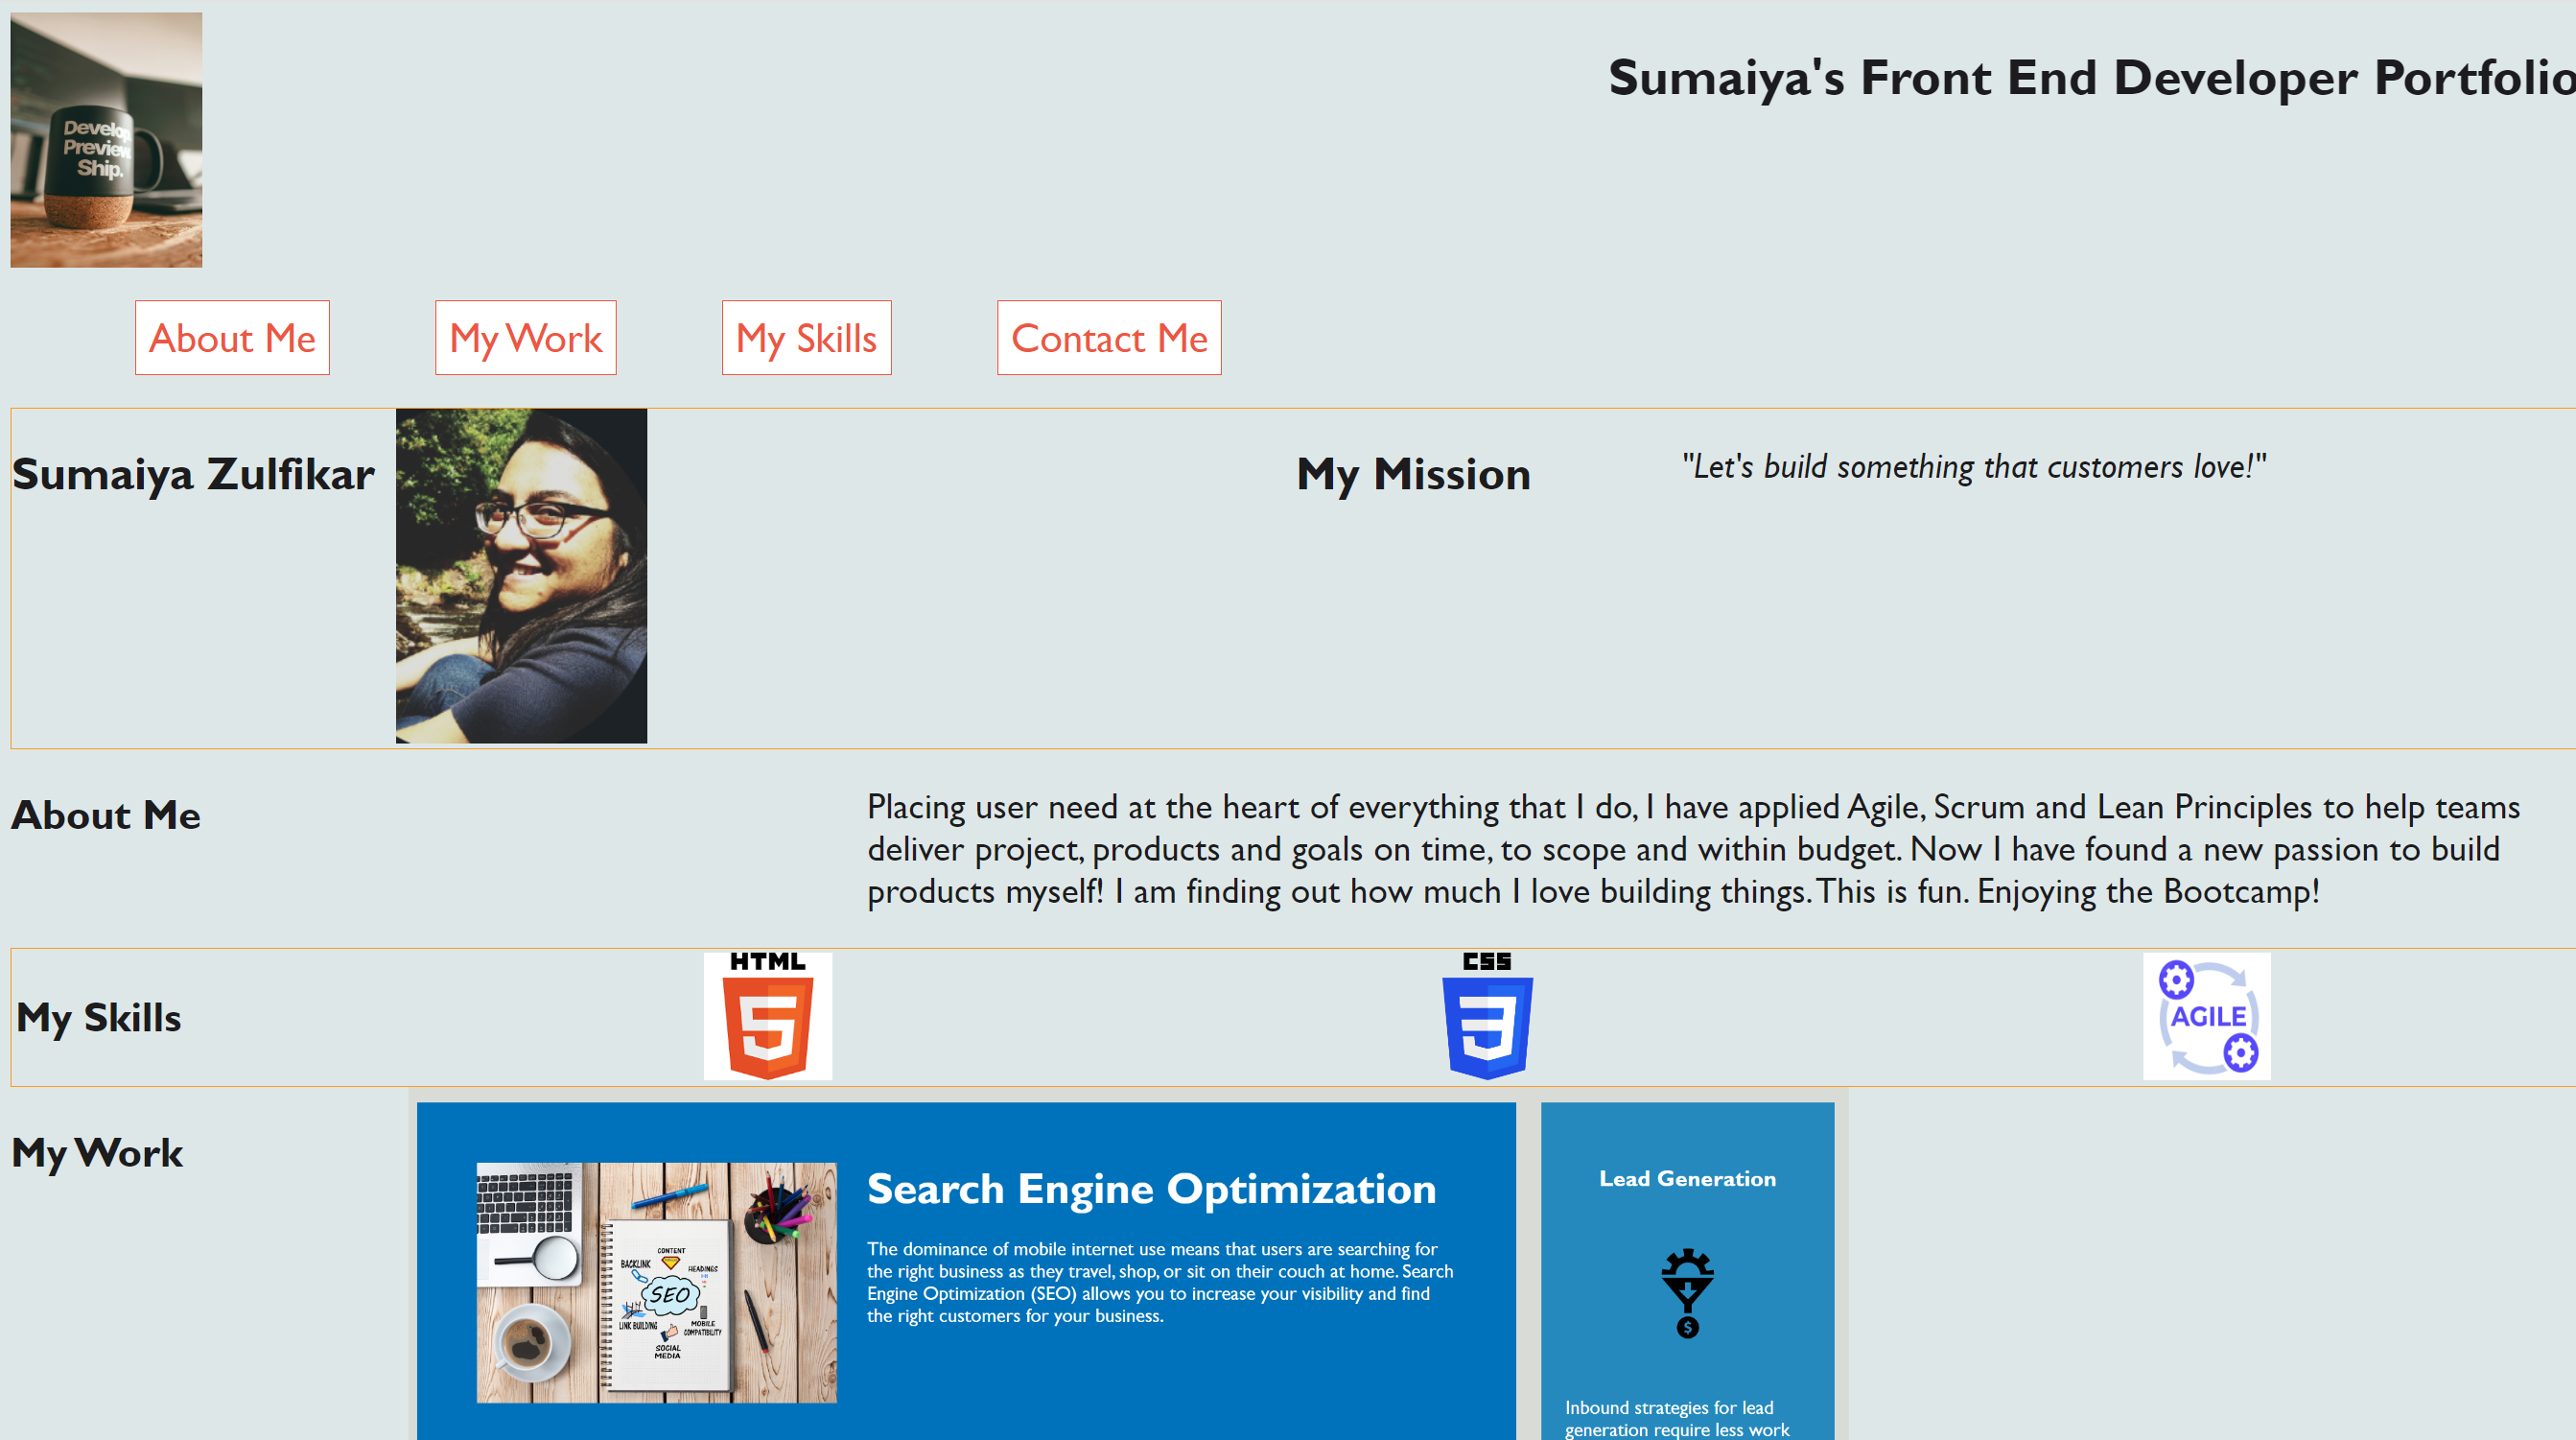 Develop.
Preview.
Ship.
Sumaiya's Front End Developer Portfolio
About Me
My Work
My Skills
Contact Me
Sumaiya Zulfikar
My Mission
"Let's build something that customers love!"
About Me
Placing user need at the heart of everything that I do, I have applied Agile, Scrum and Lean Principles to help teams
deliver project, products and goals on time, to scope and within budget. Now I have found a new passion to build
products myself! I am finding out how much I love building things. This is fun. Enjoying the Bootcamp!
My Skills
HTML
5
CSS
3
AGILE
My Work
Search Engine Optimization
The dominance of mobile internet use means that users are searching for
the right business as they travel, shop, or sit on their couch at home. Search
Engine Optimization (SEO) allows you to increase your visibility and find
the right customers for your business.
CONTENT
BACKLINK
HEADINGS
SEO
LINK BUILDING
MOBILE
COMPATIBILITY
SOCIAL
MEDIA
Lead Generation
$
Inbound strategies for lead
generation require less work